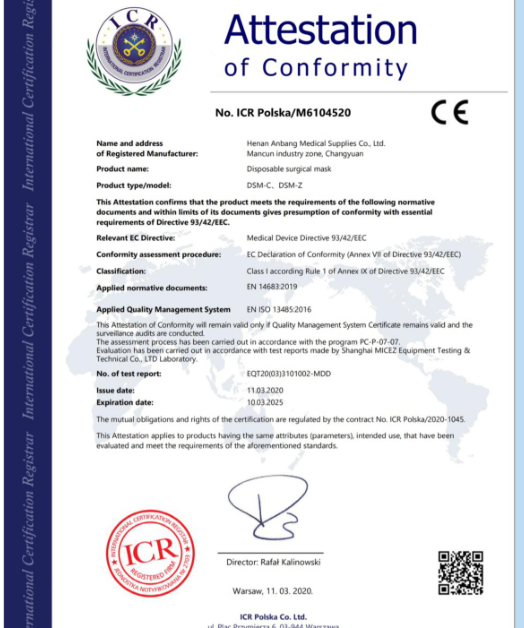 ICR
INTERNATIONAL CERTIFICATION REGISTRAR
Attestation
of Conformity
No. ICR Polska/M6104520
CE
Name and address
of Registered Manufacturer:
Henan Anbang Medical Supplies Co., Ltd.
Mancun industry zone, Changyuan
Product name: Disposable surgical mask
Product type/model: DSM-C、DSM-Z
This Attestation confirms that the product meets the requirements of the following normative
documents and within limits of its documents gives presumption of conformity with essential
requirements of Directive 93/42/EEC.
Relevant EC Directive: Medical Device Directive 93/42/EEC
Conformity assessment procedure: EC Declaration of Conformity (Annex VII of Directive 93/42/EEC)
Classification: Class I according Rule 1 of Annex IX of Directive 93/42/EEC
Applied normative documents: EN 14683:2019
Applied Quality Management System EN ISO 13485:2016
This Attestation of Conformity will remain valid only if Quality Management System Certificate remains valid and the
surveillance audits are conducted.
The assessment process has been carried out in accordance with the program PC-P-07-07.
Evaluation has been carried out in accordance with test reports made by Shanghai MICEZ Equipment Testing &
Technical Co., LTD Laboratory.
No. of test report: EQT20(03)3101002-MDD
Issue date: 11.03.2020
Expiration date: 10.03.2025
The mutual obligations and rights of the certification are regulated by the contract No. ICR Polska/2020-1045.
This Attestation applies to products having the same attributes (parameters), intended use, that have been
evaluated and meet the requirements of the aforementioned standards.
INTERNATIONAL CERTIFICATION REGISTRAR
ICR
REGISTERED FIRM
JEDNOSTKA NOTYFIKOWANA Nr 2703
Director: Rafał Kalinowski
Warsaw, 11. 03. 2020.
ICR Polska Co. Ltd.
ul. Plac Przymierza 6, 03-944 Warszawa
International Certification Registrar
International Certification Registrar
International Certification Registrar